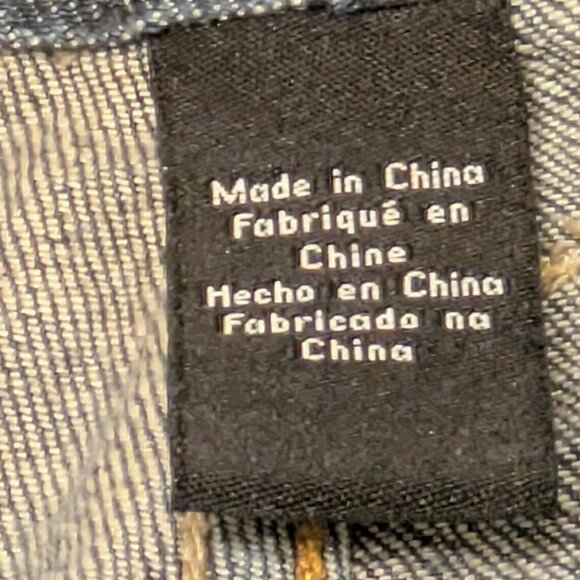 Made in China
Fabriqué en
Chine
Hecho en China
Fabricado na
China